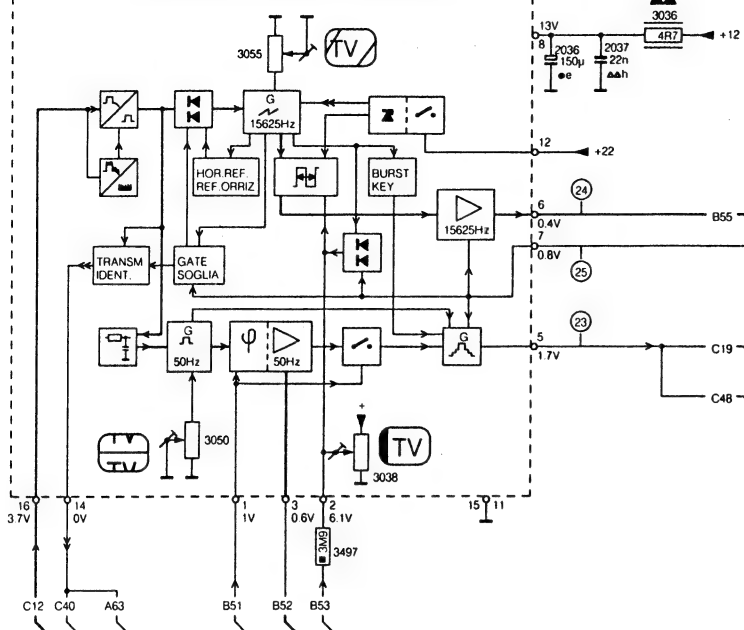 13V
8
3036
4R7
+12
2036
150µ
●e
2037
22n
△△h
3055
TV
G
15625Hz
Z
12
+22
HOR.REF.
REF.ORRIZ
BURST
KEY
24
6
0.4V
B55
15625Hz
7
0.8V
25
TRANSM
IDENT.
GATE
SOGLIA
23
G
50Hz
φ
50Hz
G
5
1.7V
C19
C48
3050
TV
TV
+
TV
3038
16
3.7V
14
0V
1
1V
3
0.6V
2
6.1V
15
11
3M9
3497
C12
C40
A63
B51
B52
B53